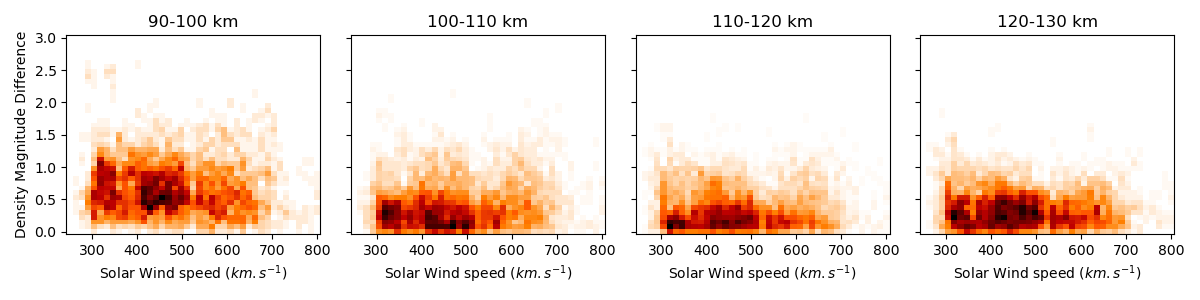 90-100 km 100-110 km 110-120 km 120-130 km
Density Magnitude Difference
3.0
2.5
2.0
1.5
1.0
0.5
0.0
300 400 500 600 700 800 300 400 500 600 700 800 300 400 500 600 700 800 300 400 500 600 700 800
Solar Wind speed (km.s⁻¹) Solar Wind speed (km.s⁻¹) Solar Wind speed (km.s⁻¹) Solar Wind speed (km.s⁻¹)